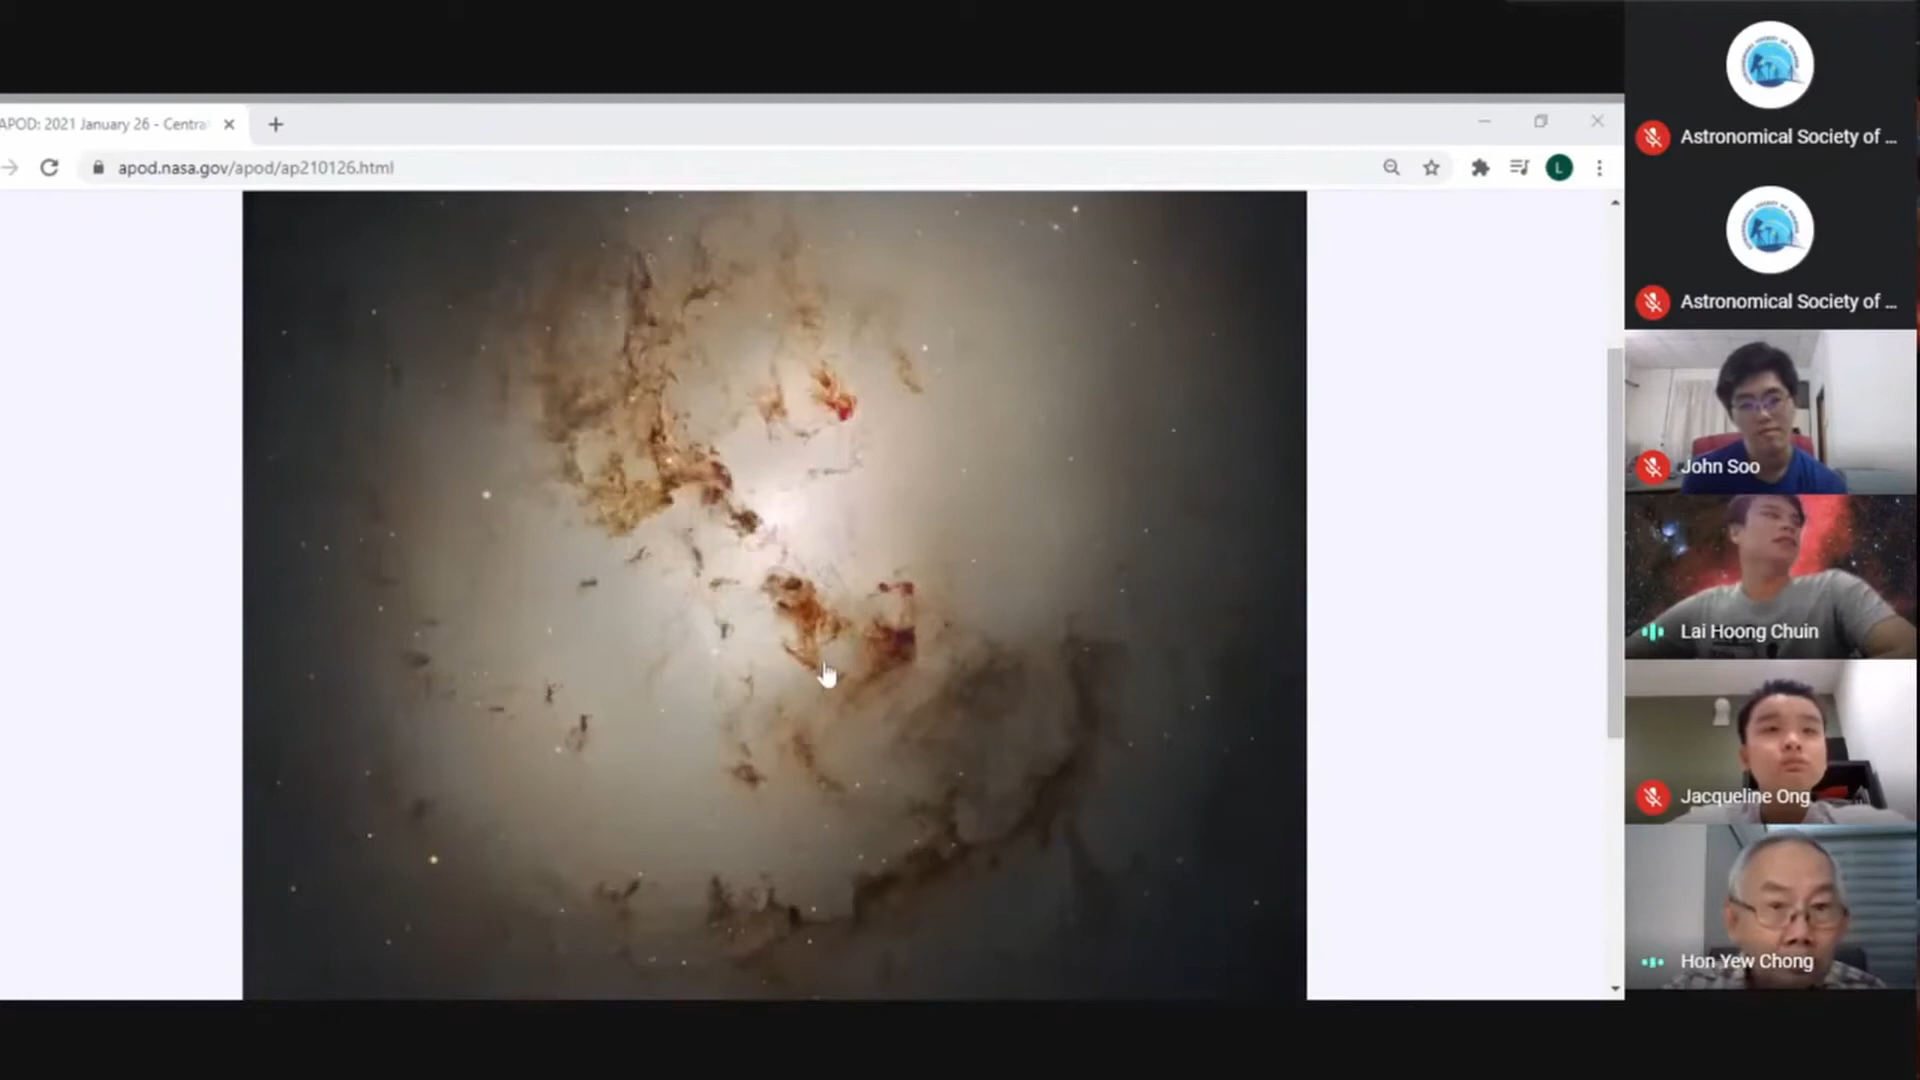 APOD: 2021 January 26 - Centra
apod.nasa.gov/apod/ap210126.html
L
Astronomical Society of ...
Astronomical Society of ...
John Soo
Lai Hoong Chuin
Jacqueline Ong
Hon Yew Chong